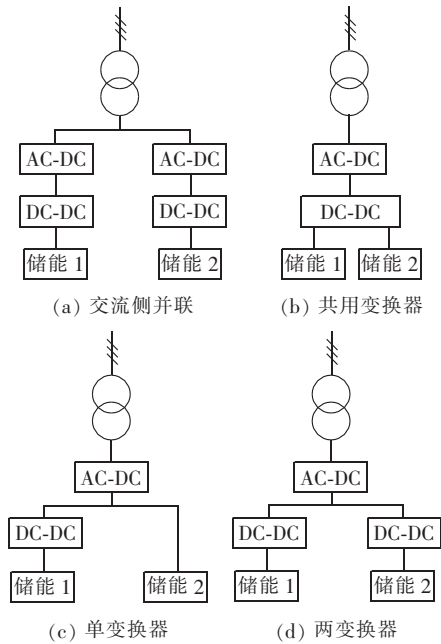 AC-DC AC-DC AC-DC
DC-DC DC-DC DC-DC
储能 1 储能 2 储能 1 储能 2
(a) 交流侧并联 (b) 共用变换器
AC-DC AC-DC
DC-DC DC-DC DC-DC
储能 1 储能 2 储能 1 储能 2
(c) 单变换器 (d) 两变换器